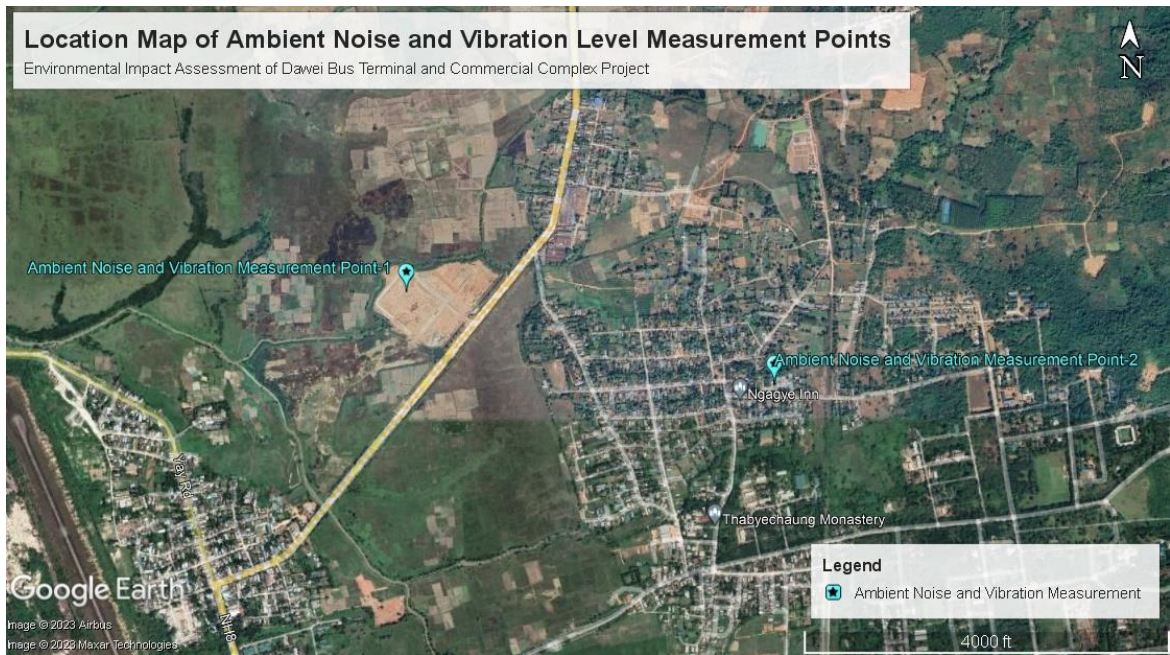 Location Map of Ambient Noise and Vibration Level Measurement Points
Environmental Impact Assessment of Dawei Bus Terminal and Commercial Complex Project
N
Ambient Noise and Vibration Measurement Point-1
Ambient Noise and Vibration Measurement Point-2
Ngagye Inn
Yay Rd
Thabyechaung Monastery
NH8
Legend
Ambient Noise and Vibration Measurement
4000 ft
Google Earth
Image © 2023 Airbus
Image © 2023 Maxar Technologies